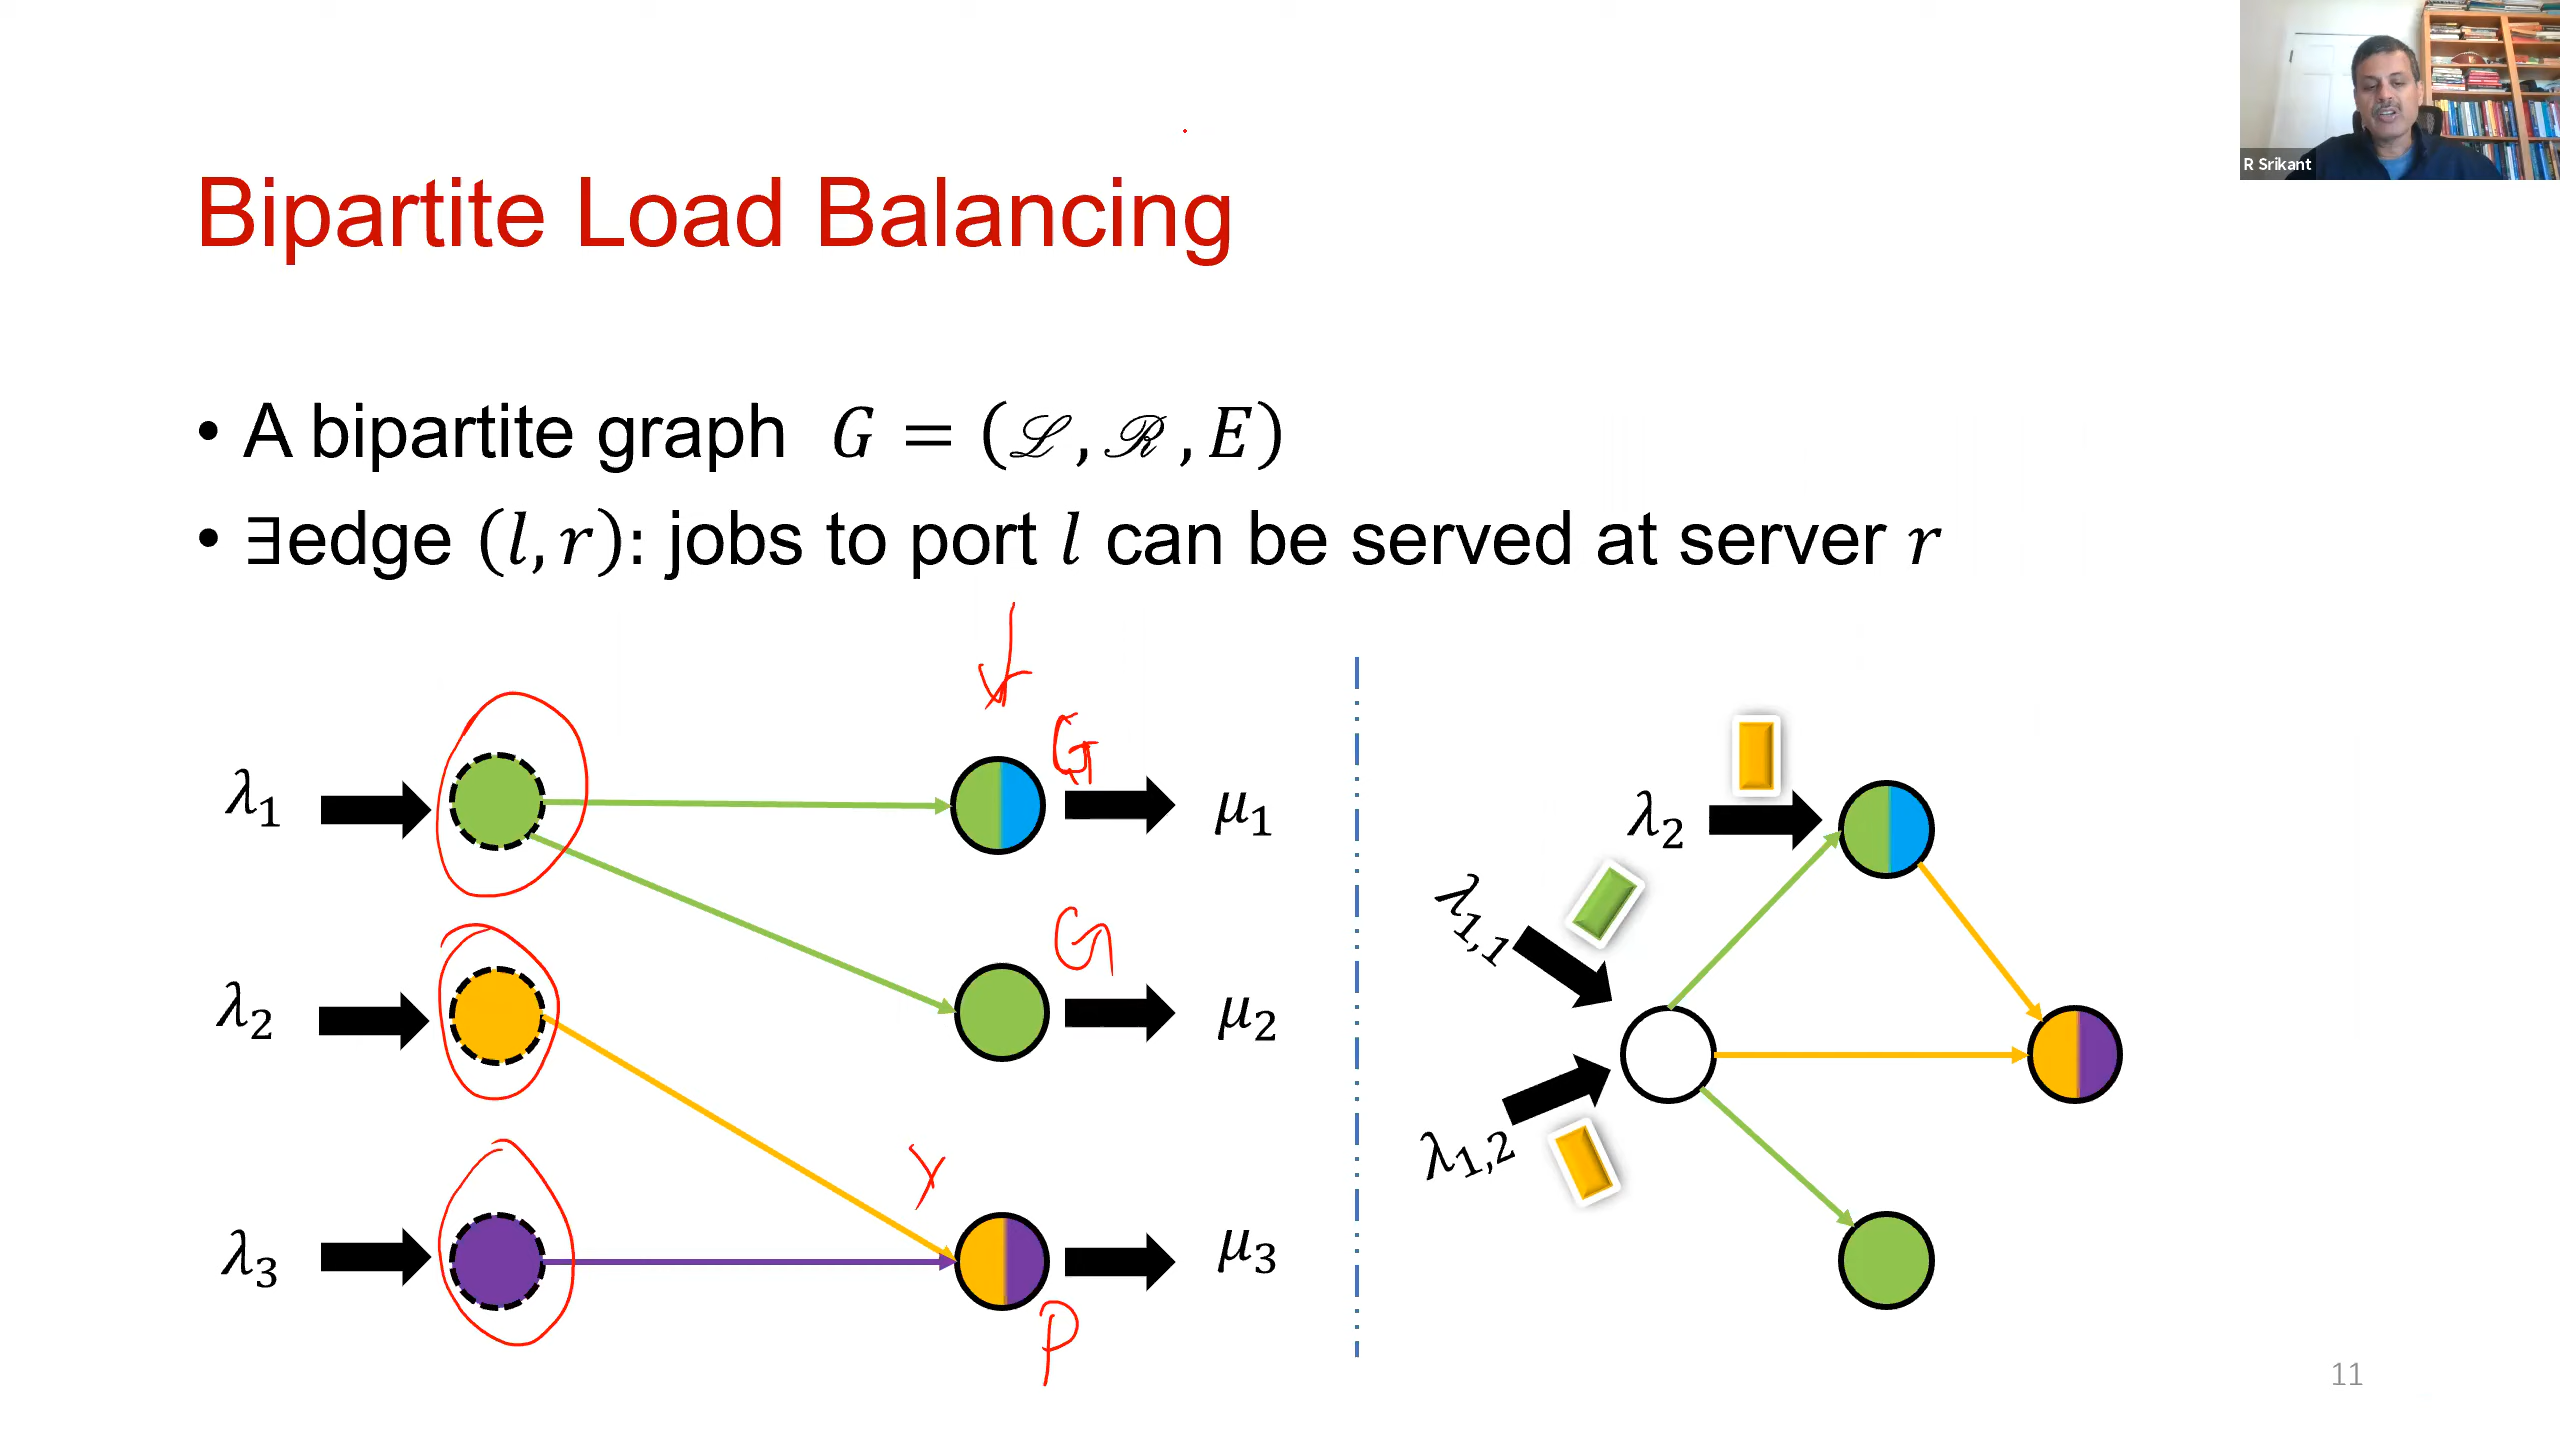 R Srikant
Bipartite Load Balancing
• A bipartite graph G = (ℒ, ℛ, E)
• ∃edge (l, r): jobs to port l can be served at server r
λ₁
G
μ₁
λ₂
G
μ₂
λ₃
Y
P
μ₃
λ₂
λ₁,₁
λ₁,₂
11